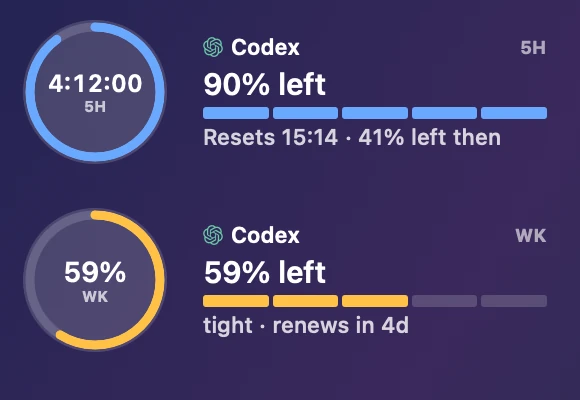 4:12:00
5H
Codex
5H
90% left
Resets 15:14 · 41% left then
59%
WK
Codex
WK
59% left
tight · renews in 4d